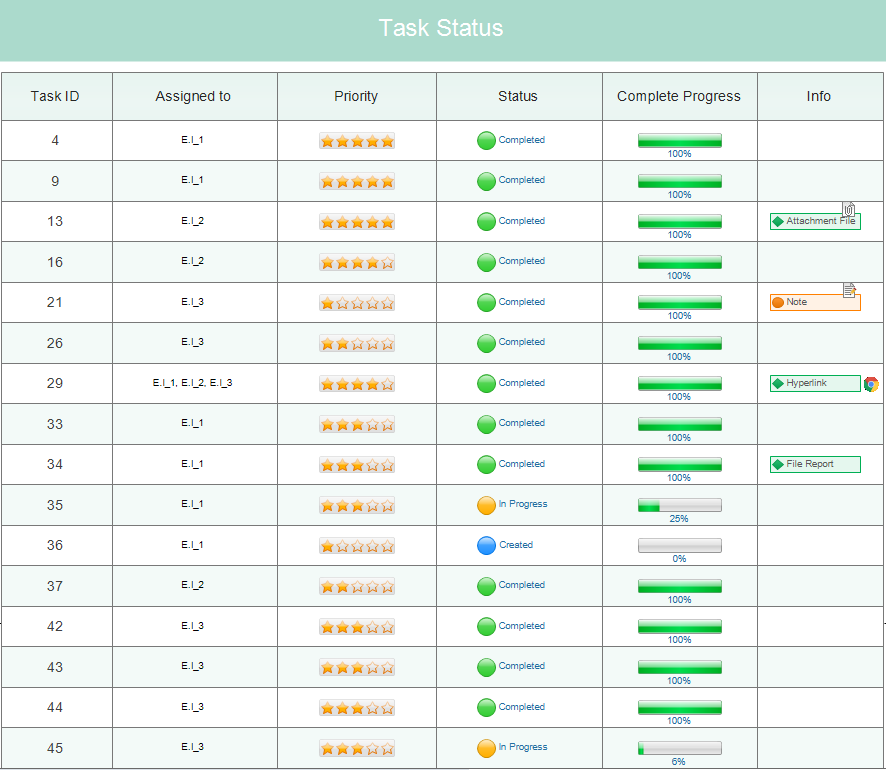 Task Status
Task ID Assigned to Priority Status Complete Progress Info
4 E.I_1 Completed 100%
9 E.I_1 Completed 100%
13 E.I_2 Completed 100% Attachment File
16 E.I_2 Completed 100%
21 E.I_3 Completed 100% Note
26 E.I_3 Completed 100%
29 E.I_1, E.I_2, E.I_3 Completed 100% Hyperlink
33 E.I_1 Completed 100%
34 E.I_1 Completed 100% File Report
35 E.I_1 In Progress 25%
36 E.I_1 Created 0%
37 E.I_2 Completed 100%
42 E.I_3 Completed 100%
43 E.I_3 Completed 100%
44 E.I_3 Completed 100%
45 E.I_3 In Progress 6%